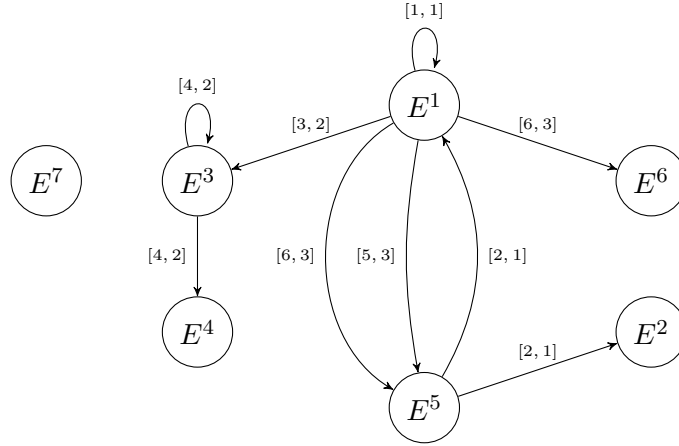 [1, 1]
E^1
[4, 2]
[3, 2]
[6, 3]
E^7
E^3
E^6
[4, 2]
[6, 3]
[5, 3]
[2, 1]
E^4
E^2
[2, 1]
E^5